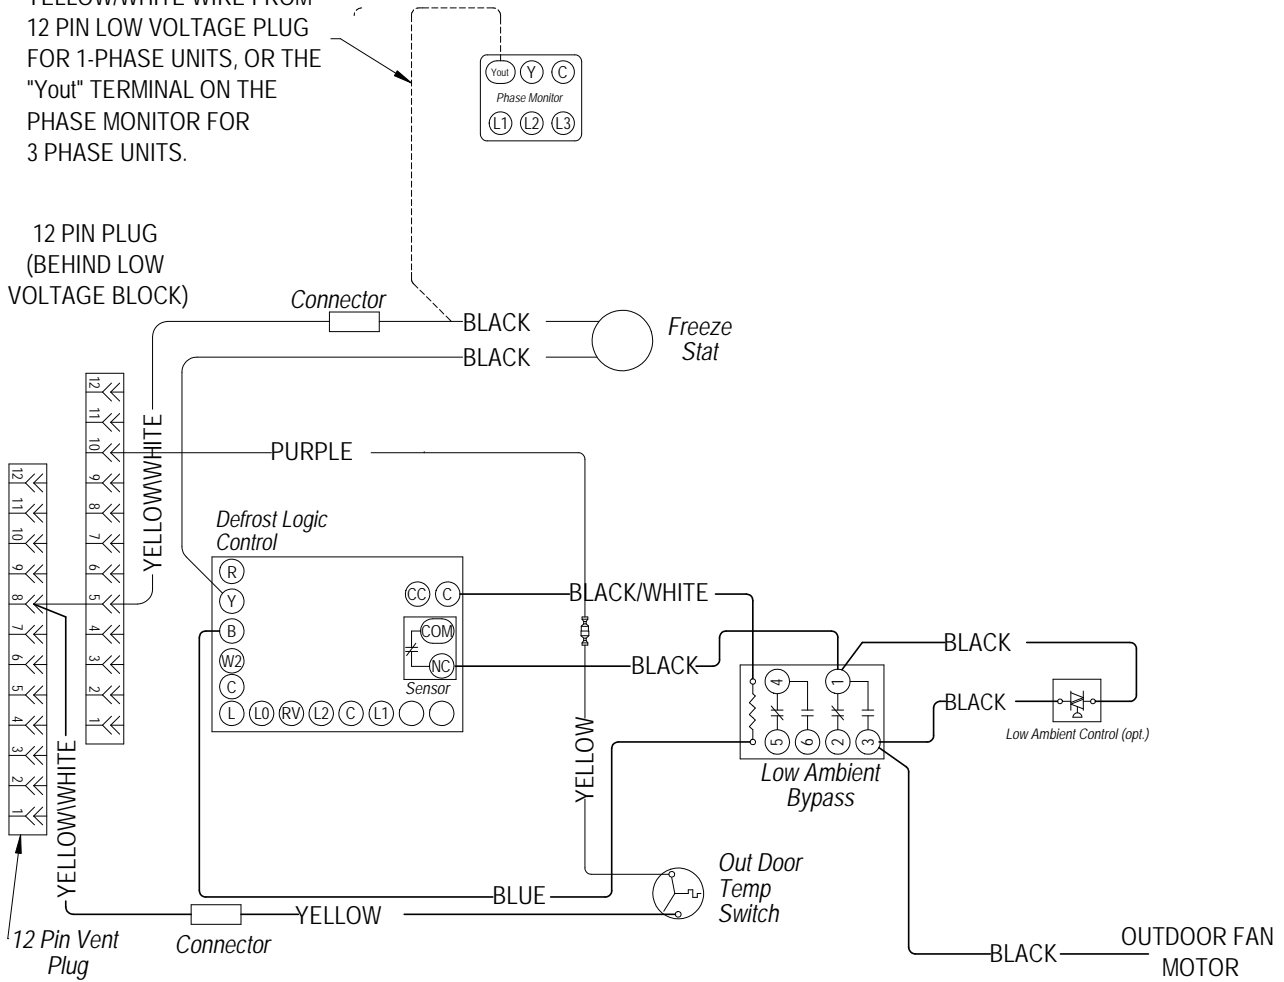 YELLOW/WHITE WIRE FROM
12 PIN LOW VOLTAGE PLUG
FOR 1-PHASE UNITS, OR THE
"Yout" TERMINAL ON THE
PHASE MONITOR FOR
3 PHASE UNITS.
Yout Y C
Phase Monitor
L1 L2 L3
12 PIN PLUG
(BEHIND LOW
VOLTAGE BLOCK)
Connector
BLACK
BLACK
Freeze
Stat
12
11
10
9
8
7
6
5
4
3
2
1
YELLOW\WHITE
PURPLE
12
11
10
9
8
7
6
5
4
3
2
1
Defrost Logic
Control
R
Y
B
W2
C
L L0 RV L2 C L1
CC C
COM
NC
Sensor
BLACK/WHITE
BLACK
YELLOW
4 1
5 6 2 3
Low Ambient
Bypass
BLACK
BLACK
Low Ambient Control (opt.)
YELLOW\WHITE
BLUE
YELLOW
Connector
12 Pin Vent
Plug
Out Door
Temp
Switch
BLACK
OUTDOOR FAN
MOTOR